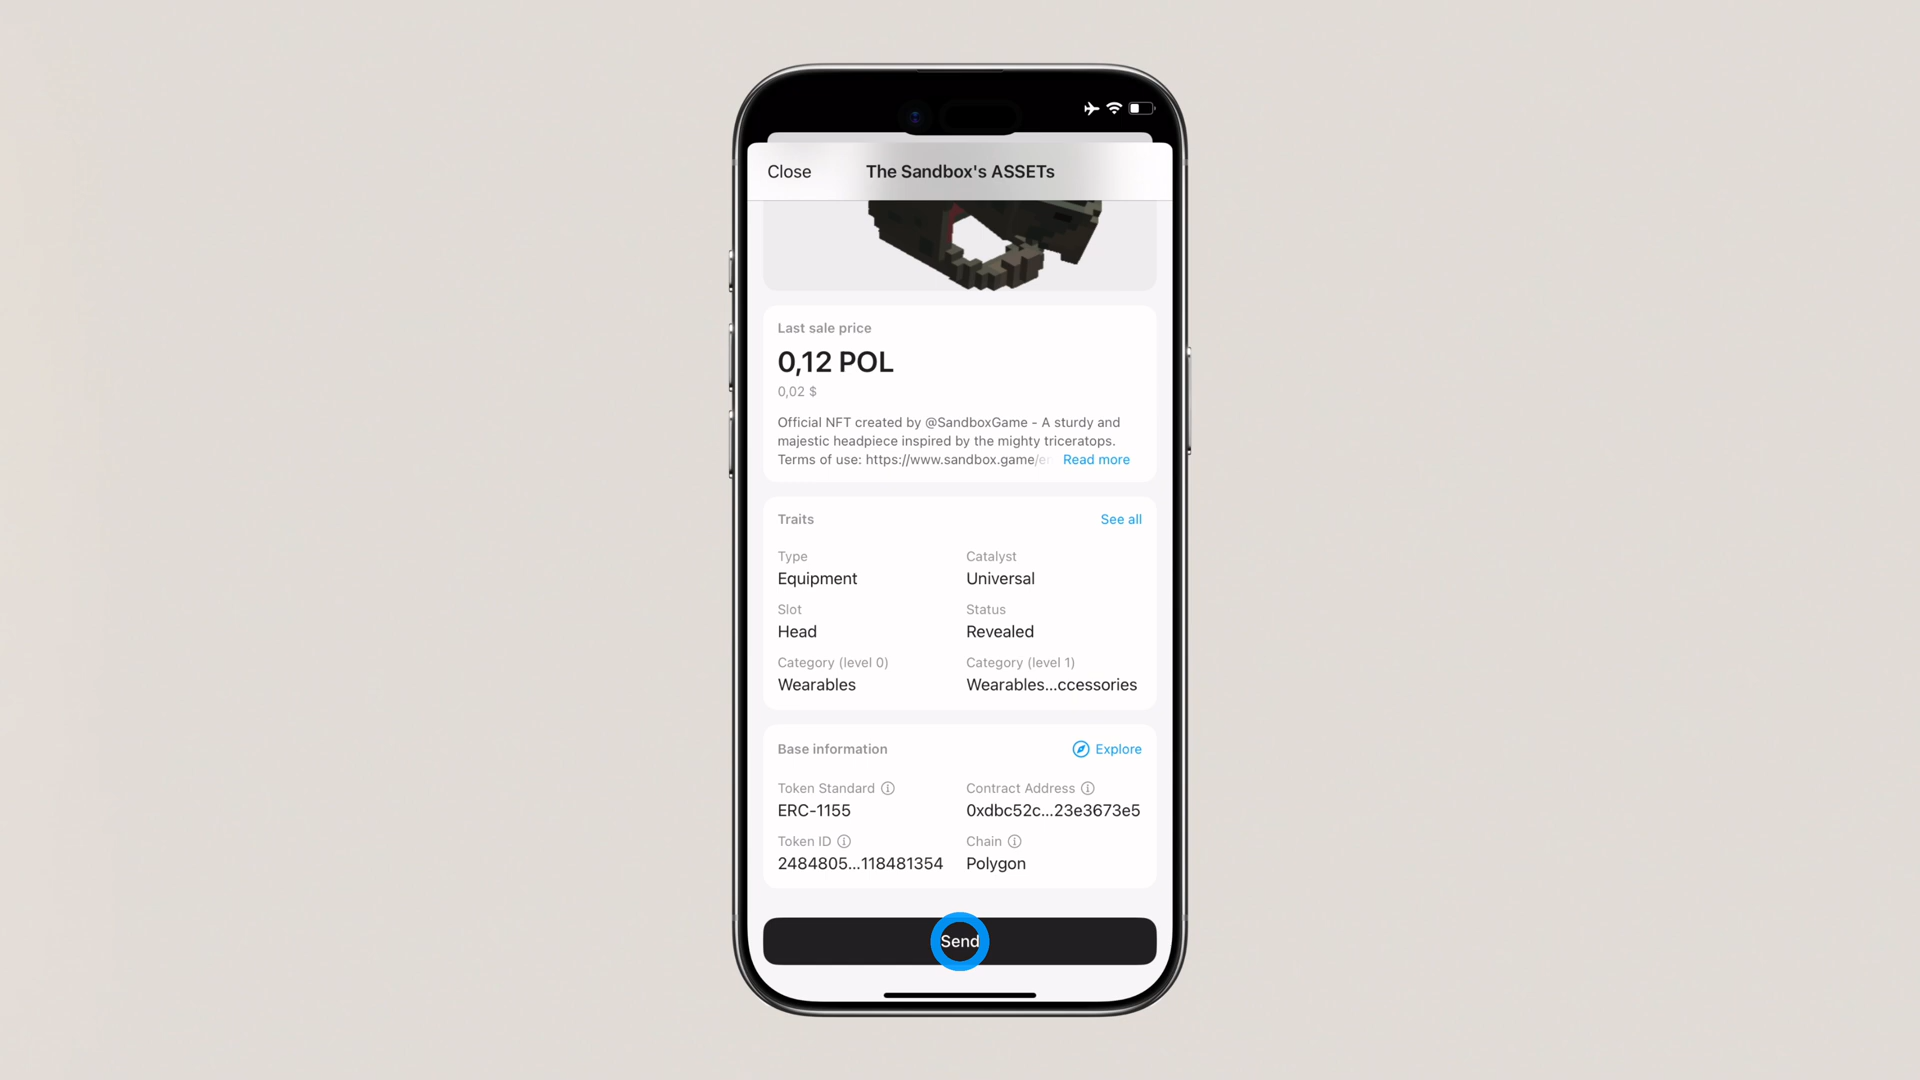 Close
The Sandbox's ASSETs
Last sale price
0,12 POL
0,02 $
Official NFT created by @SandboxGame - A sturdy and
majestic headpiece inspired by the mighty triceratops.
Terms of use: https://www.sandbox.game/en Read more
Traits See all
Type Catalyst
Equipment Universal
Slot Status
Head Revealed
Category (level 0) Category (level 1)
Wearables Wearables...ccessories
Base information Explore
Token Standard Contract Address
ERC-1155 0xdbc52c...23e3673e5
Token ID Chain
2484805...118481354 Polygon
Send